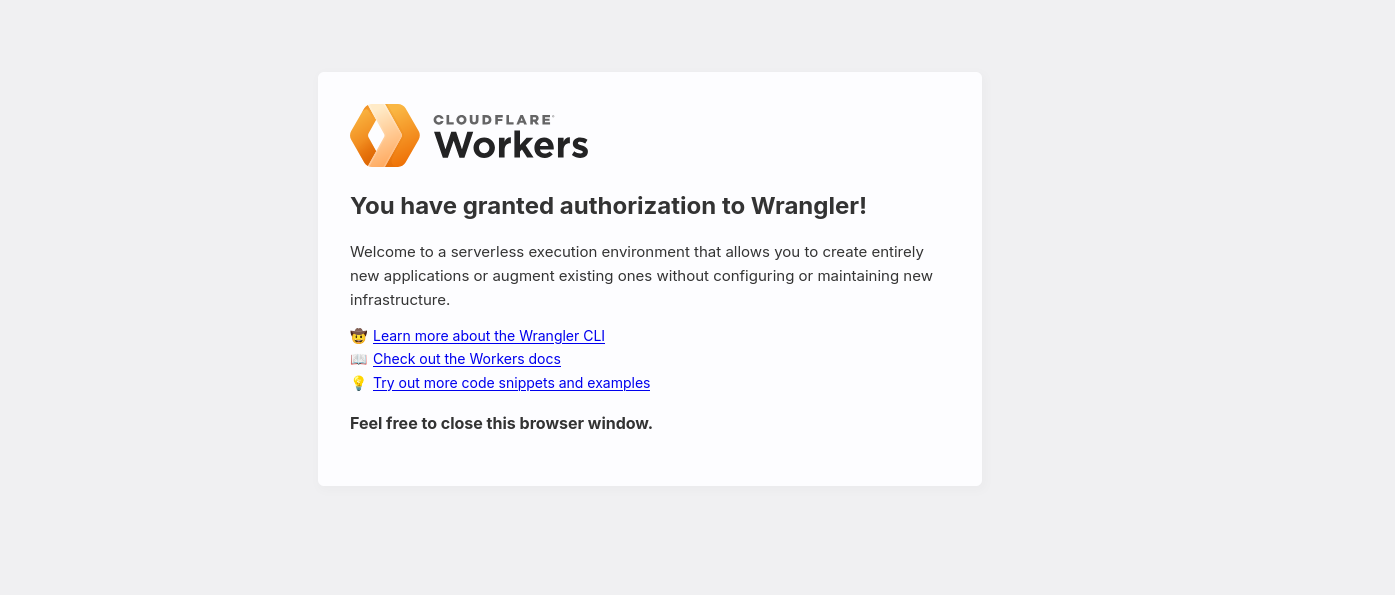 CLOUDFLARE
Workers
You have granted authorization to Wrangler!
Welcome to a serverless execution environment that allows you to create entirely
new applications or augment existing ones without configuring or maintaining new
infrastructure.
🤠 Learn more about the Wrangler CLI
📖 Check out the Workers docs
💡 Try out more code snippets and examples
Feel free to close this browser window.